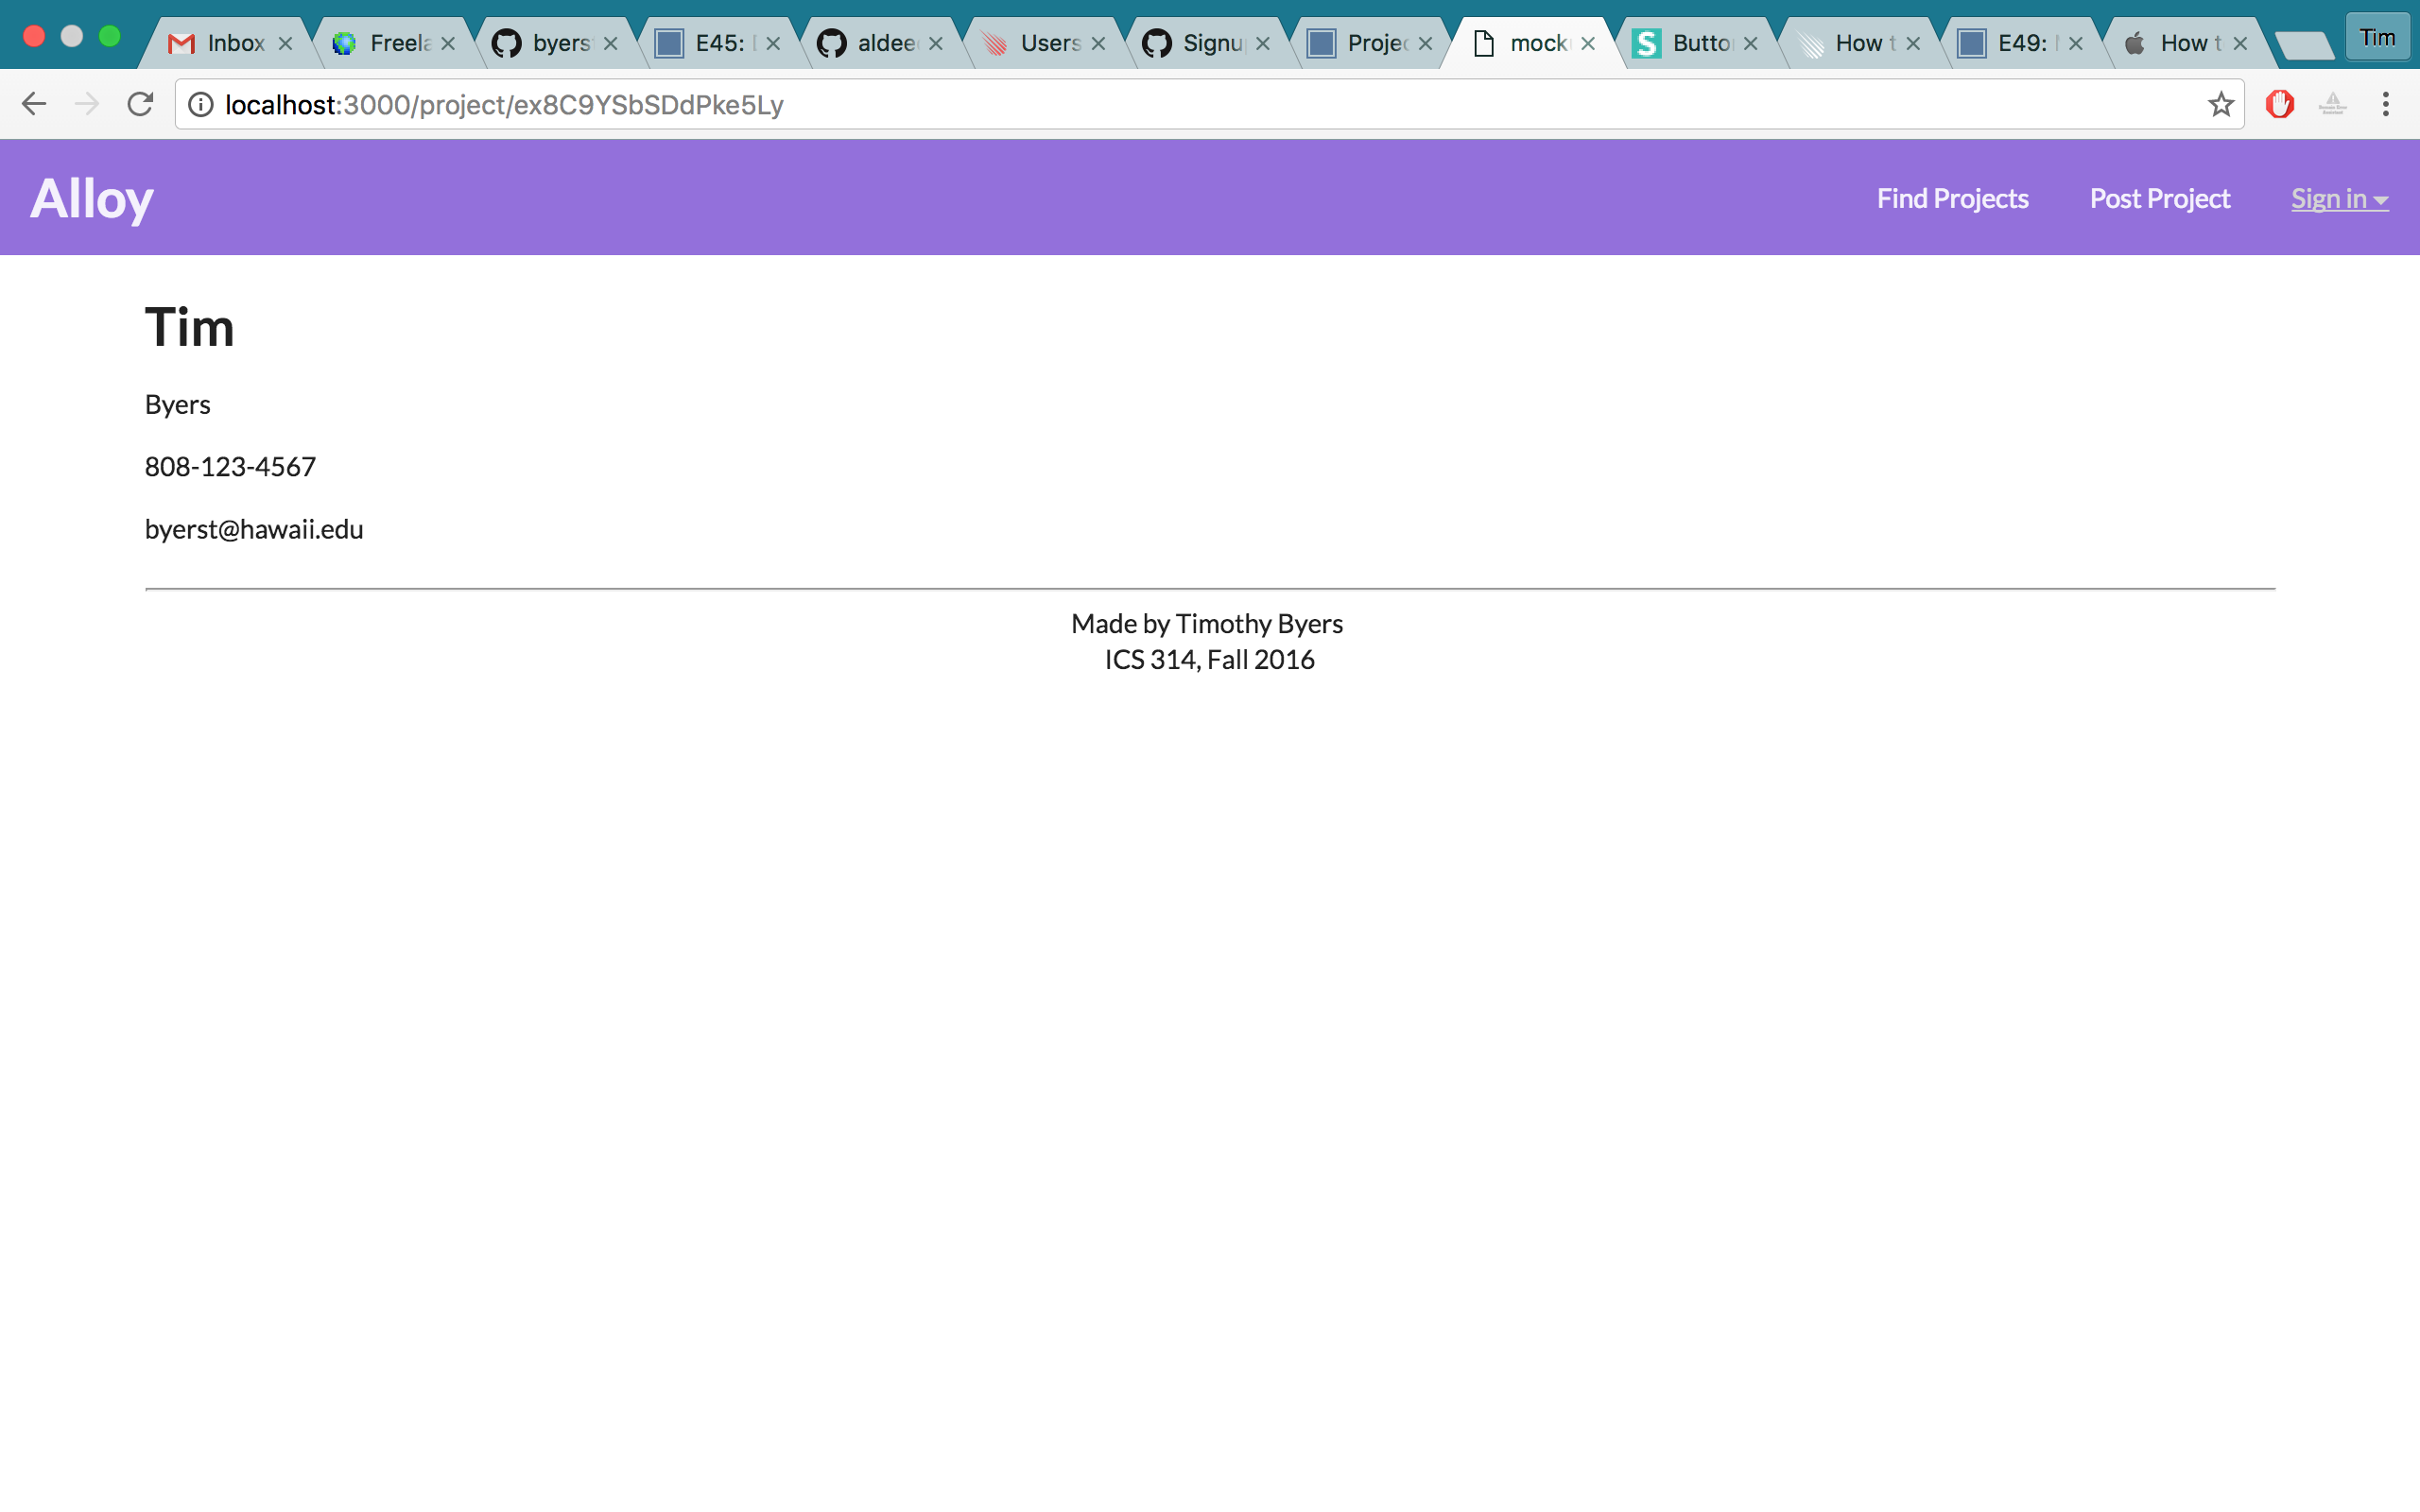 Inbox Freela byers E45: aldee Users Signu Projec mock Butto How t E49: How t Tim
localhost:3000/project/ex8C9YSbSDdPke5Ly
Alloy Find Projects Post Project Sign in
Tim
Byers
808-123-4567
byerst@hawaii.edu
Made by Timothy Byers
ICS 314, Fall 2016